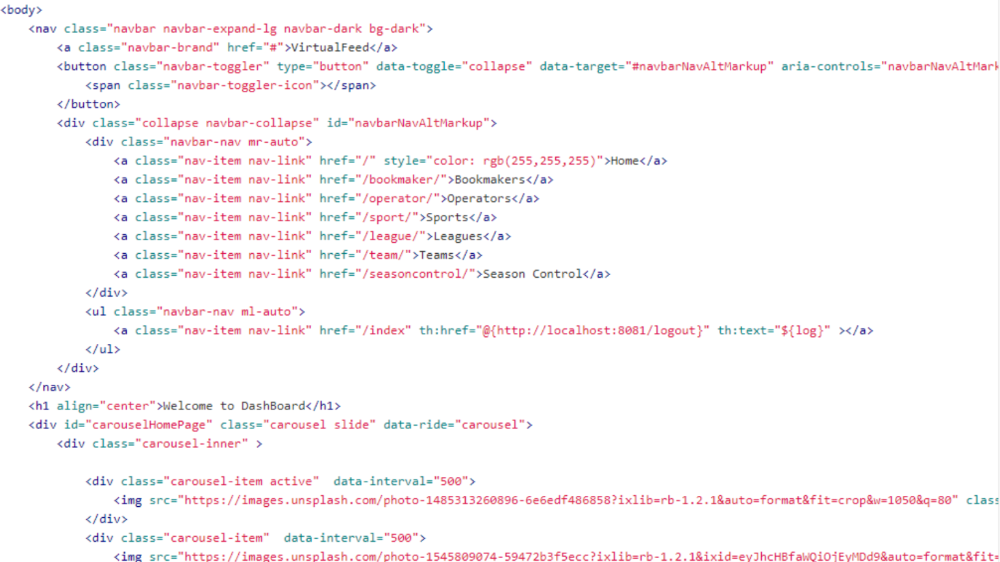 <body>
<nav class="navbar navbar-expand-lg navbar-dark bg-dark">
<a class="navbar-brand" href="#">VirtualFeed</a>
<button class="navbar-toggler" type="button" data-toggle="collapse" data-target="#navbarNavAltMarkup" aria-controls="navbarNavAltMark
<span class="navbar-toggler-icon"></span>
</button>
<div class="collapse navbar-collapse" id="navbarNavAltMarkup">
<div class="navbar-nav mr-auto">
<a class="nav-item nav-link" href="/" style="color: rgb(255,255,255)">Home</a>
<a class="nav-item nav-link" href="/bookmaker/">Bookmakers</a>
<a class="nav-item nav-link" href="/operator/">Operators</a>
<a class="nav-item nav-link" href="/sport/">Sports</a>
<a class="nav-item nav-link" href="/league/">Leagues</a>
<a class="nav-item nav-link" href="/team/">Teams</a>
<a class="nav-item nav-link" href="/seasoncontrol/">Season Control</a>
</div>
<ul class="navbar-nav ml-auto">
<a class="nav-item nav-link" href="/index" th:href="@{http://localhost:8081/logout}" th:text="${log}" ></a>
</ul>
</div>
</nav>
<h1 align="center">Welcome to DashBoard</h1>
<div id="carouselHomePage" class="carousel slide" data-ride="carousel">
<div class="carousel-inner" >
<div class="carousel-item active"  data-interval="500">
<img src="https://images.unsplash.com/photo-1485313260896-6e6edf486858?ixlib=rb-1.2.1&auto=format&fit=crop&w=1050&q=80" clas
</div>
<div class="carousel-item"  data-interval="500">
<img src="https://images.unsplash.com/photo-1545809074-59472b3f5ecc?ixlib=rb-1.2.1&ixid=eyJhcHBfaWQiOjEyMDd9&auto=format&fit=